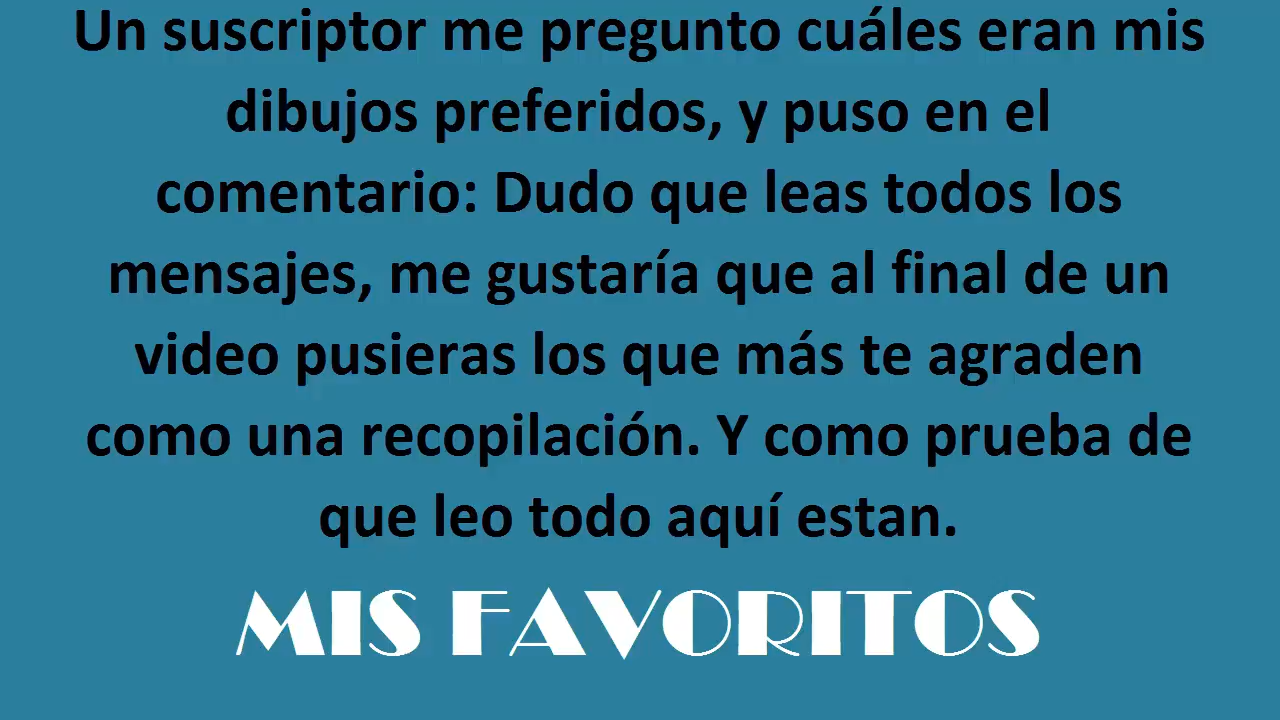 Un suscriptor me pregunto cuáles eran mis
dibujos preferidos, y puso en el
comentario: Dudo que leas todos los
mensajes, me gustaría que al final de un
video pusieras los que más te agraden
como una recopilación. Y como prueba de
que leo todo aquí estan.
MIS FAVORITOS